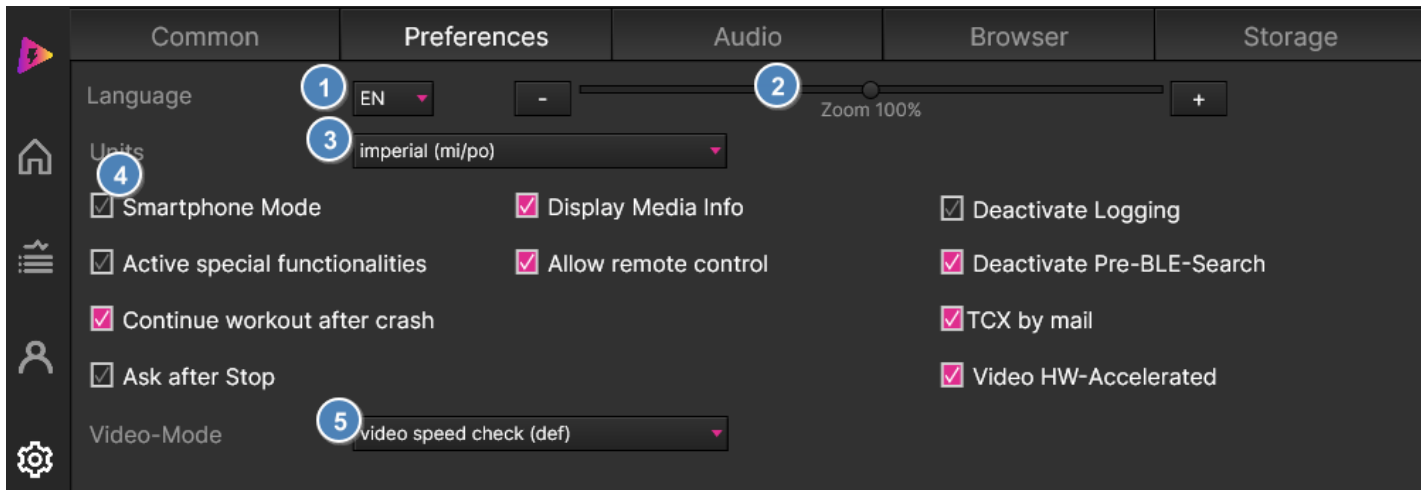 Common Preferences Audio Browser Storage
Language 1 EN - 2 +
Zoom 100%
Units 3 imperial (mi/po)
4
Smartphone Mode Display Media Info Deactivate Logging
Active special functionalities Allow remote control Deactivate Pre-BLE-Search
Continue workout after crash TCX by mail
Ask after Stop Video HW-Accelerated
Video-Mode 5 video speed check (def)